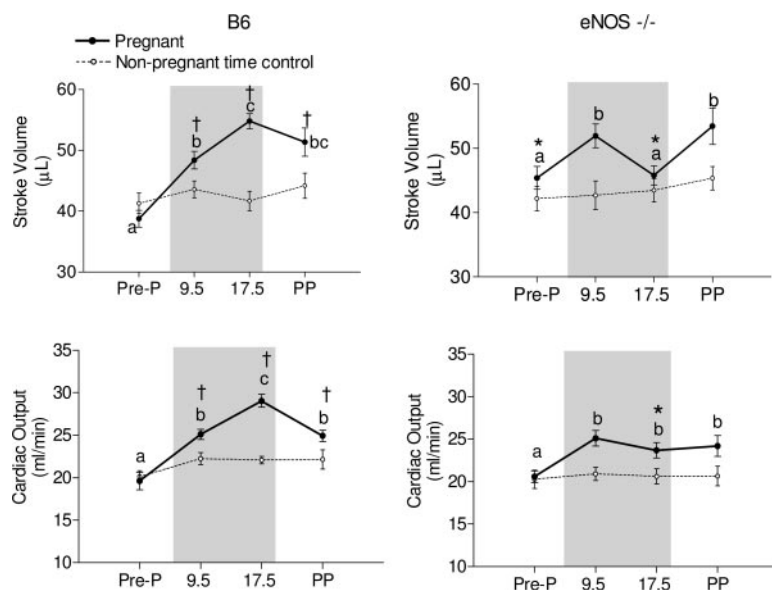 B6
eNOS -/-
Pregnant
Non-pregnant time control
Stroke Volume
(µL)
60
50
40
30
a
†
b
†
c
†
bc
Pre-P 9.5 17.5 PP
Stroke Volume
(µL)
60
50
40
30
*
a
b
*
a
b
Pre-P 9.5 17.5 PP
Cardiac Output
(ml/min)
35
30
25
20
15
10
a
†
b
†
c
†
b
Pre-P 9.5 17.5 PP
Cardiac Output
(ml/min)
35
30
25
20
15
10
a
b
*
b
b
Pre-P 9.5 17.5 PP